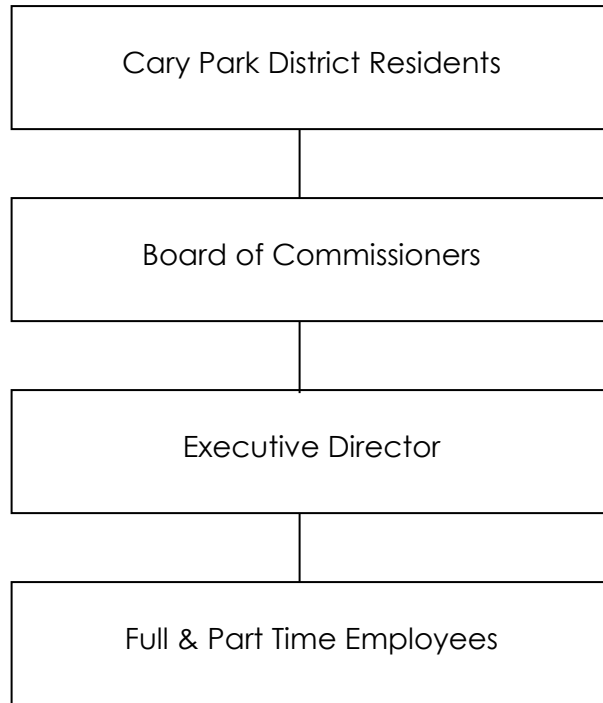 Cary Park District Residents
Board of Commissioners
Executive Director
Full & Part Time Employees